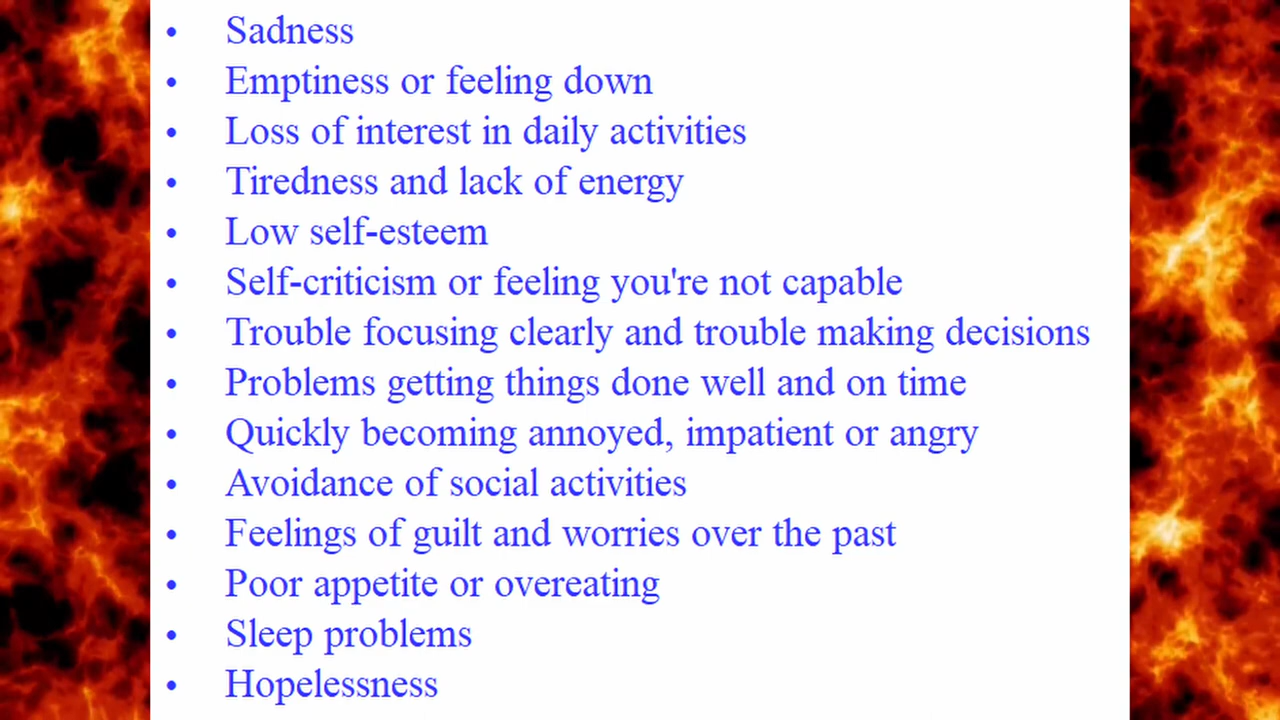 • Sadness
• Emptiness or feeling down
• Loss of interest in daily activities
• Tiredness and lack of energy
• Low self-esteem
• Self-criticism or feeling you're not capable
• Trouble focusing clearly and trouble making decisions
• Problems getting things done well and on time
• Quickly becoming annoyed, impatient or angry
• Avoidance of social activities
• Feelings of guilt and worries over the past
• Poor appetite or overeating
• Sleep problems
• Hopelessness